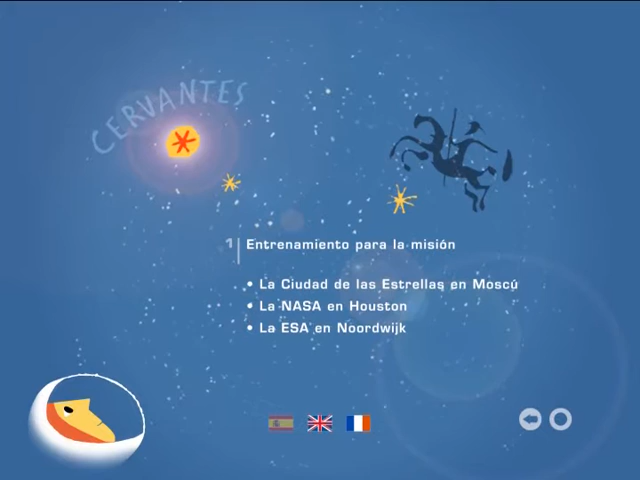 CERVANTES
1 Entrenamiento para la misión
• La Ciudad de las Estrellas en Moscú
• La NASA en Houston
• La ESA en Noordwijk